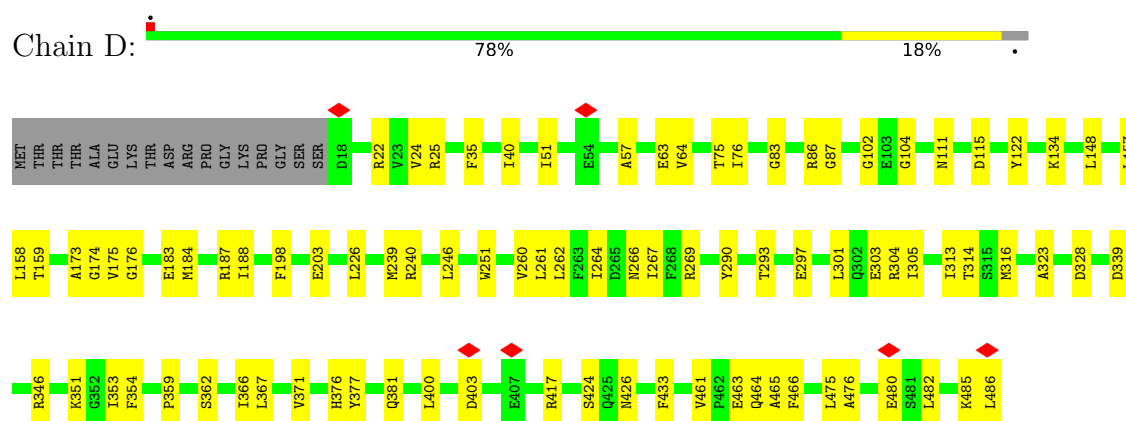 Chain D:
78% 18%
MET THR THR THR ALA GLU LYS THR ASP ARG PRO GLY LYS PRO GLY SER SER D18 R22 V23 V24 R25 F35 I40 I51 E54 A57 E63 V64 T75 I76 G83 R86 G87 G102 E103 G104 N111 D115 Y122 K134 L148 L157
L158 T159 A173 G174 V175 G176 E183 M184 R187 I188 F198 E203 L226 M239 R240 L246 W251 V260 L261 L262 F263 I264 D265 N266 I267 F268 R269 Y290 T293 E297 L301 Q302 E303 R304 I305 I313 T314 S315 M316 A323 D328 D339
R346 K351 G352 I353 F354 P359 S362 I366 L367 V371 H376 Y377 Q381 L400 D403 E407 R417 S424 Q425 N426 F433 V461 P462 E463 Q464 A465 F466 L475 A476 E480 S481 L482 K485 L486